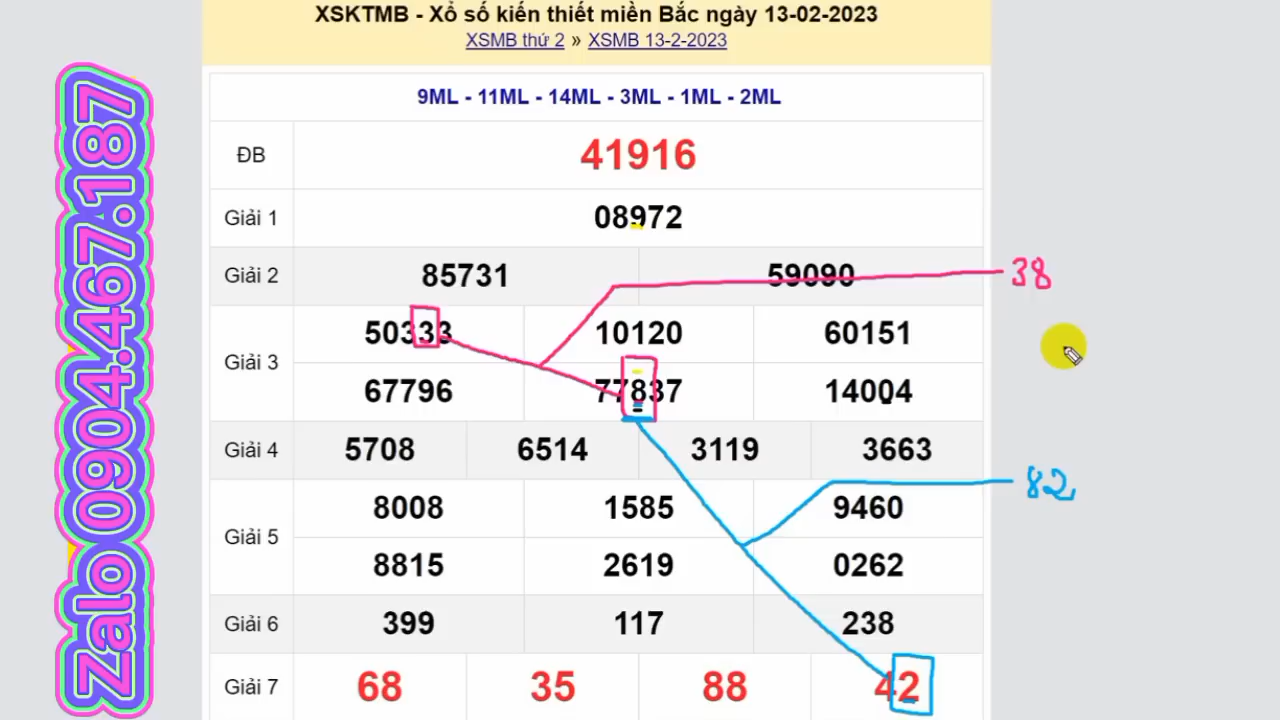 XSKTMB - Xổ số kiến thiết miền Bắc ngày 13-02-2023
XSMB thứ 2 » XSMB 13-2-2023
9ML - 11ML - 14ML - 3ML - 1ML - 2ML
ĐB 41916
Giải 1 08972
Giải 2 85731 59090
38
Giải 3 50333 10120 60151
67796 77837 14004
Giải 4 5708 6514 3119 3663
82
Giải 5 8008 1585 9460
8815 2619 0262
Giải 6 399 117 238
Giải 7 68 35 88 42
Zalo 0904.467.187